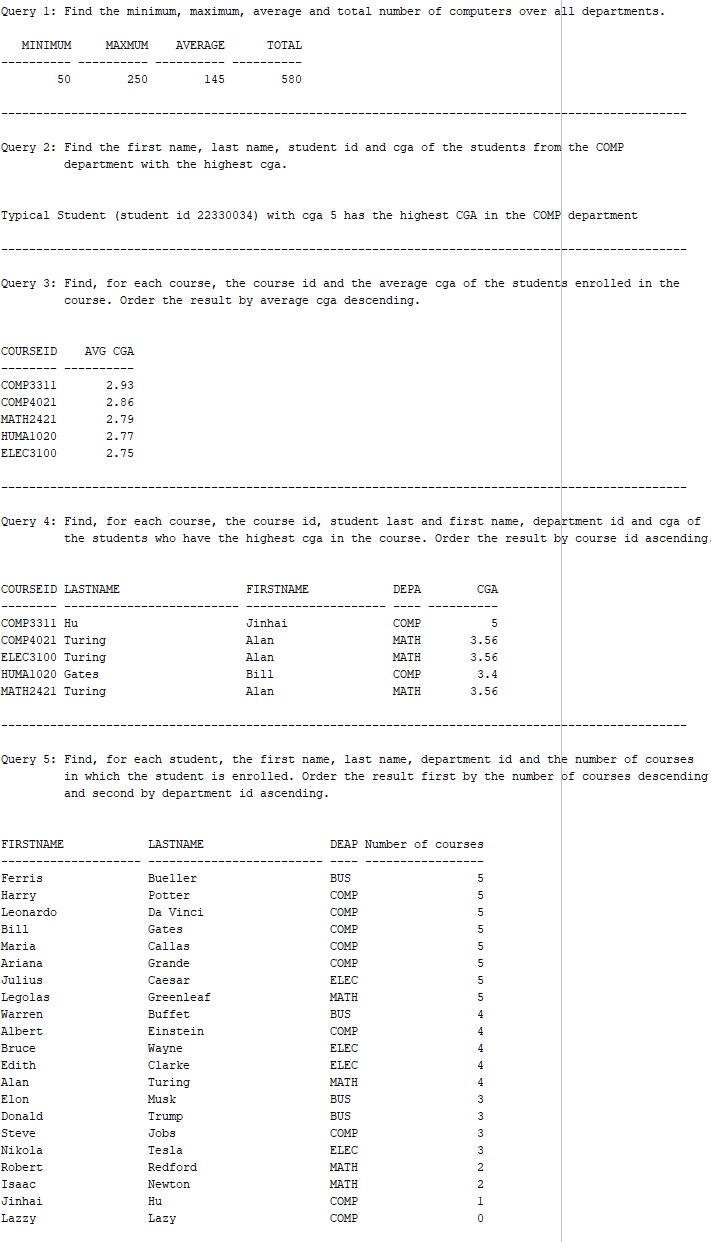 Query 1: Find the minimum, maximum, average and total number of computers over all departments.
MINIMUM MAXMUM AVERAGE TOTAL
---------- ---------- ---------- ----------
50 250 145 580
--------------------------------------------------------------------------------------------------
Query 2: Find the first name, last name, student id and cga of the students from the COMP
department with the highest cga.
Typical Student (student id 22330034) with cga 5 has the highest CGA in the COMP department
--------------------------------------------------------------------------------------------------
Query 3: Find, for each course, the course id and the average cga of the students enrolled in the
course. Order the result by average cga descending.
COURSEID AVG CGA
-------- ----------
COMP3311 2.93
COMP4021 2.86
MATH2421 2.79
HUMA1020 2.77
ELEC3100 2.75
--------------------------------------------------------------------------------------------------
Query 4: Find, for each course, the course id, student last and first name, department id and cga of
the students who have the highest cga in the course. Order the result by course id ascending.
COURSEID LASTNAME FIRSTNAME DEPA CGA
-------- ------------------------- -------------------- ---- ----------
COMP3311 Hu Jinhai COMP 5
COMP4021 Turing Alan MATH 3.56
ELEC3100 Turing Alan MATH 3.56
HUMA1020 Gates Bill COMP 3.4
MATH2421 Turing Alan MATH 3.56
--------------------------------------------------------------------------------------------------
Query 5: Find, for each student, the first name, last name, department id and the number of courses
in which the student is enrolled. Order the result first by the number of courses descending
and second by department id ascending.
FIRSTNAME LASTNAME DEAP Number of courses
-------------------- ------------------------- ---- -----------------
Ferris Bueller BUS 5
Harry Potter COMP 5
Leonardo Da Vinci COMP 5
Bill Gates COMP 5
Maria Callas COMP 5
Ariana Grande COMP 5
Julius Caesar ELEC 5
Legolas Greenleaf MATH 5
Warren Buffet BUS 4
Albert Einstein COMP 4
Bruce Wayne ELEC 4
Edith Clarke ELEC 4
Alan Turing MATH 4
Elon Musk BUS 3
Donald Trump BUS 3
Steve Jobs COMP 3
Nikola Tesla ELEC 3
Robert Redford MATH 2
Isaac Newton MATH 2
Jinhai Hu COMP 1
Lazzy Lazy COMP 0